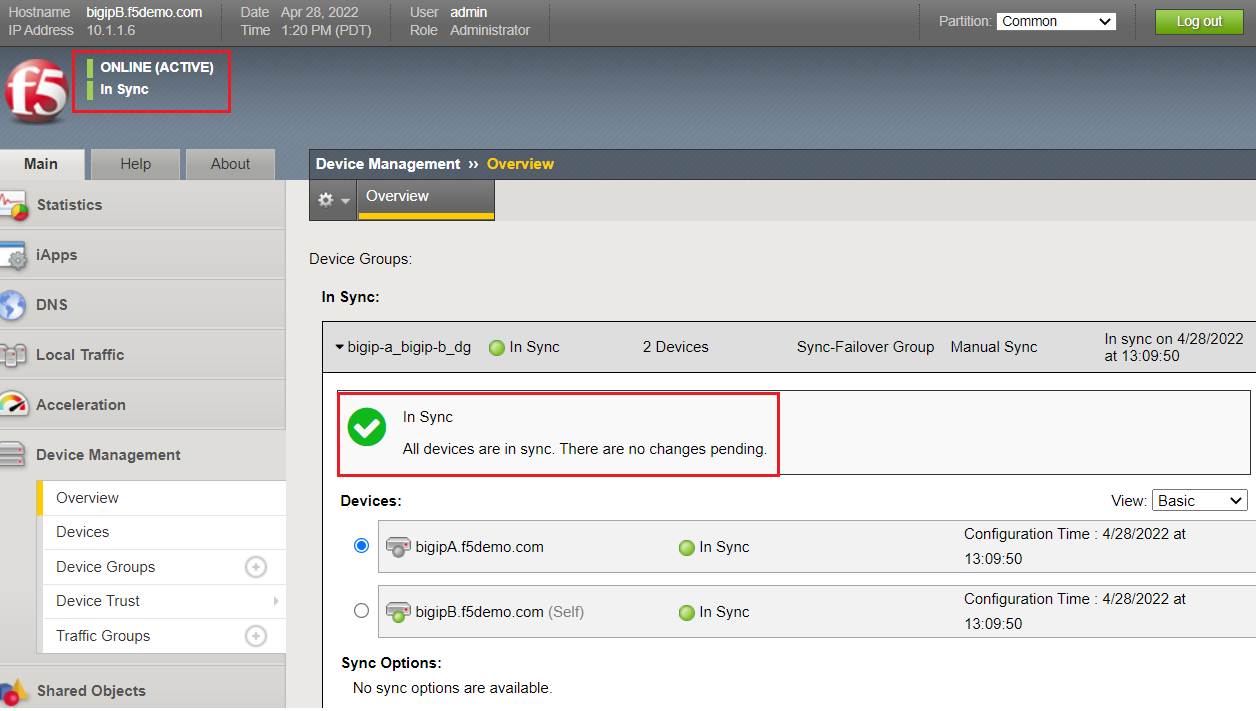 Hostname bigipB.f5demo.com Date Apr 28, 2022 User admin
IP Address 10.1.1.6 Time 1:20 PM (PDT) Role Administrator
Partition: Common Log out
f5
ONLINE (ACTIVE)
In Sync
Main Help About
Device Management ›› Overview
Overview
Statistics
iApps
DNS
Local Traffic
Acceleration
Device Management
Overview
Devices
Device Groups
Device Trust
Traffic Groups
Shared Objects
Device Groups:
In Sync:
bigip-a_bigip-b_dg In Sync 2 Devices Sync-Failover Group Manual Sync In sync on 4/28/2022
at 13:09:50
In Sync
All devices are in sync. There are no changes pending.
Devices: View: Basic
bigipA.f5demo.com In Sync Configuration Time : 4/28/2022 at
13:09:50
bigipB.f5demo.com (Self) In Sync Configuration Time : 4/28/2022 at
13:09:50
Sync Options:
No sync options are available.